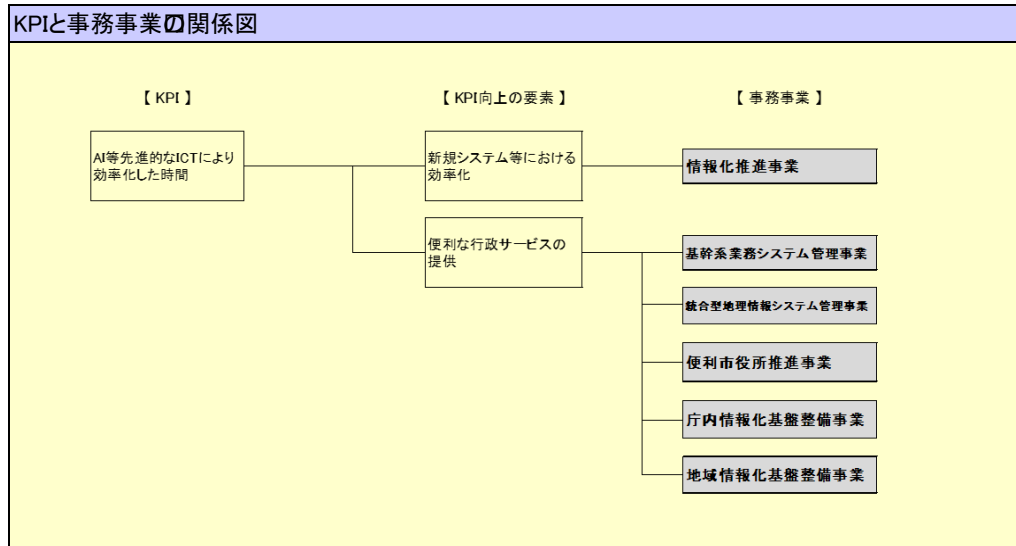 KPIと事務事業の関係図
【 KPI 】
【 KPI向上の要素 】
【 事務事業 】
AI等先進的なICTにより
効率化した時間
新規システム等における
効率化
情報化推進事業
便利な行政サービスの
提供
基幹系業務システム管理事業
統合型地理情報システム管理事業
便利市役所推進事業
庁内情報化基盤整備事業
地域情報化基盤整備事業